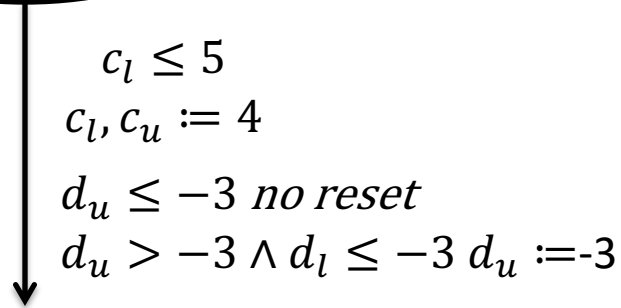 c_l ≤ 5
c_l, c_u ≔ 4
d_u ≤ −3 no reset
d_u > −3 ∧ d_l ≤ −3 d_u ≔-3